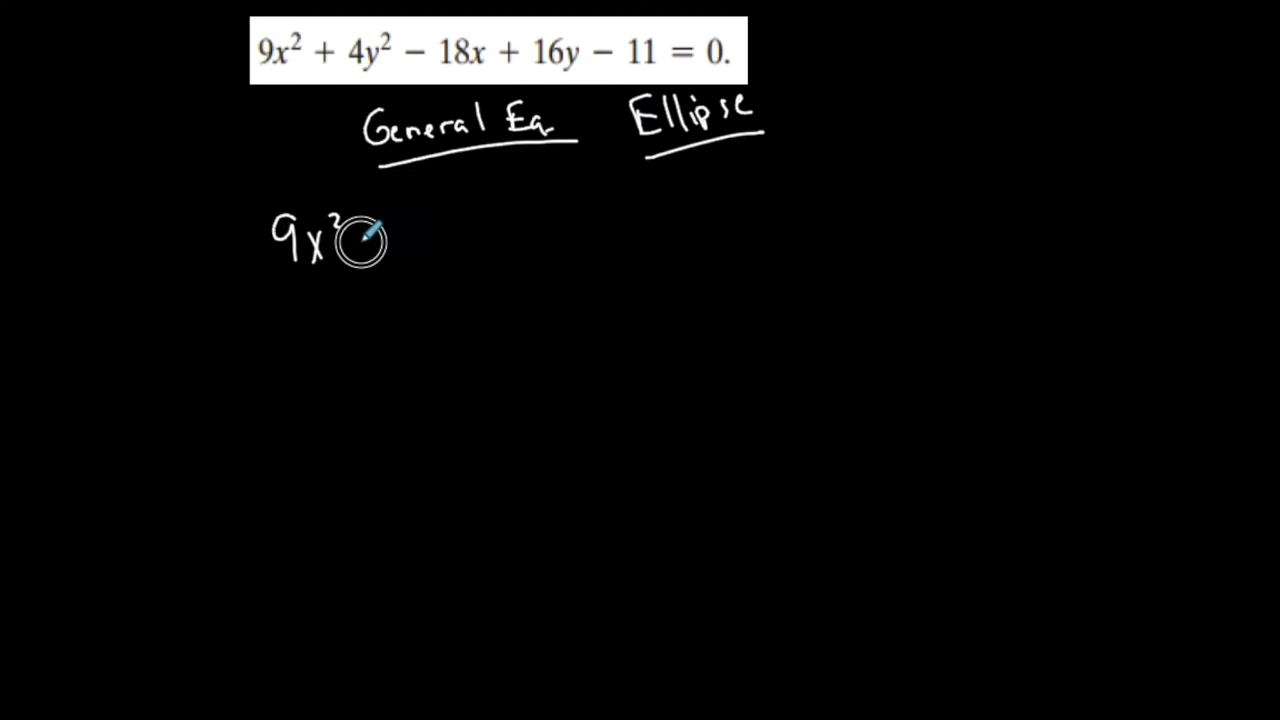 9x² + 4y² − 18x + 16y − 11 = 0.
General Eq Ellipse
9x²